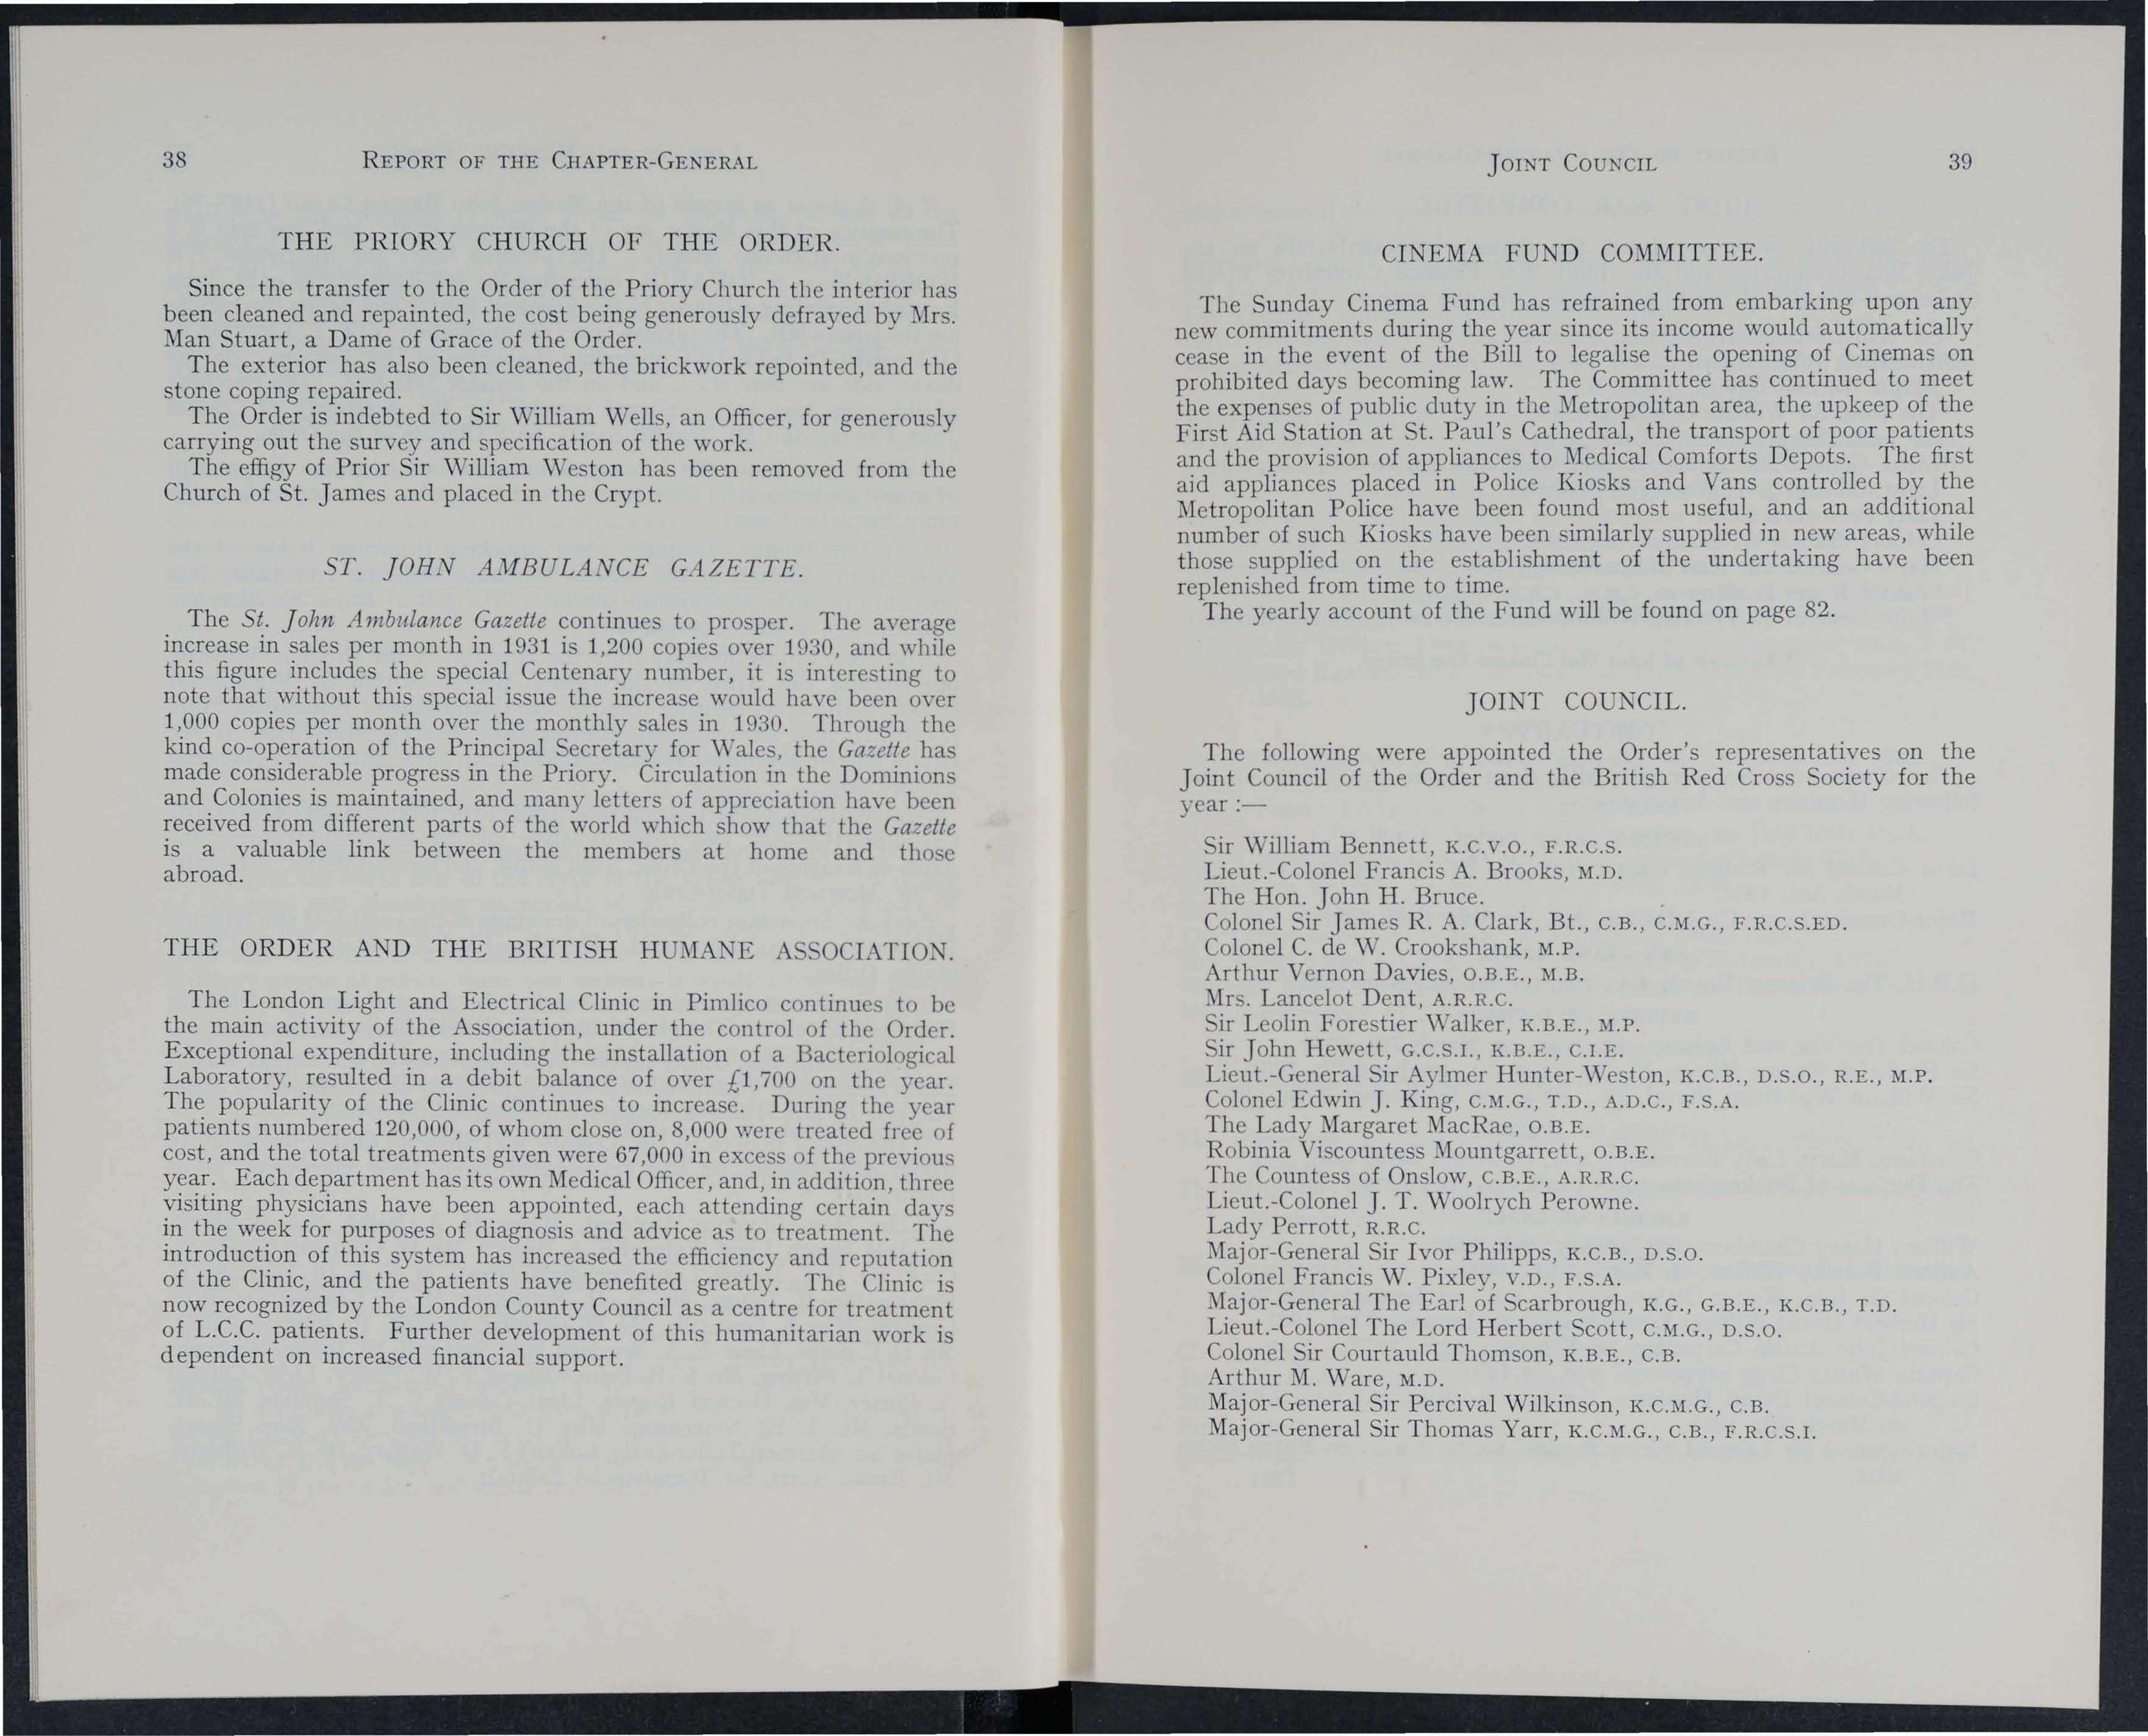 38 REPORT OF THE CHAPTER-GENERAL
THE PRIORY CHURCH OF THE ORDER.
Since the transfer to the Order of the Priory Church the interior has
been cleaned and repainted, the cost being generously defrayed by Mrs.
Man Stuart, a Dame of Grace of the Order.
The exterior has also been cleaned, the brickwork repointed, and the
stone coping repaired.
The Order is indebted to Sir William Wells, an Officer, for generously
carrying out the survey and specification of the work.
The effigy of Prior Sir William Weston has been removed from the
Church of St. James and placed in the Crypt.
ST. JOHN AMBULANCE GAZETTE.
The St. John Ambulance Gazette continues to prosper. The average
increase in sales per month in 1931 is 1,200 copies over 1930, and while
this figure includes the special Centenary number, it is interesting to
note that without this special issue the increase would have been over
1,000 copies per month over the monthly sales in 1930. Through the
kind co-operation of the Principal Secretary for Wales, the Gazette has
made considerable progress in the Priory. Circulation in the Dominions
and Colonies is maintained, and many letters of appreciation have been
received from different parts of the world which show that the Gazette
is a valuable link between the members at home and those
abroad.
THE ORDER AND THE BRITISH HUMANE ASSOCIATION.
The London Light and Electrical Clinic in Pimlico continues to be
the main activity of the Association, under the control of the Order.
Exceptional expenditure, including the installation of a Bacteriological
Laboratory, resulted in a debit balance of over £1,700 on the year.
The popularity of the Clinic continues to increase. During the year
patients numbered 120,000, of whom close on, 8,000 were treated free of
cost, and the total treatments given were 67,000 in excess of the previous
year. Each department has its own Medical Officer, and, in addition, three
visiting physicians have been appointed, each attending certain days
in the week for purposes of diagnosis and advice as to treatment. The
introduction of this system has increased the efficiency and reputation
of the Clinic, and the patients have benefited greatly. The Clinic is
now recognized by the London County Council as a centre for treatment
of L.C.C. patients. Further development of this humanitarian work is
dependent on increased financial support.
JOINT COUNCIL 39
CINEMA FUND COMMITTEE.
The Sunday Cinema Fund has refrained from embarking upon any
new commitments during the year since its income would automatically
cease in the event of the Bill to legalise the opening of Cinemas on
prohibited days becoming law. The Committee has continued to meet
the expenses of public duty in the Metropolitan area, the upkeep of the
First Aid Station at St. Paul's Cathedral, the transport of poor patients
and the provision of appliances to Medical Comforts Depots. The first
aid appliances placed in Police Kiosks and Vans controlled by the
Metropolitan Police have been found most useful, and an additional
number of such Kiosks have been similarly supplied in new areas, while
those supplied on the establishment of the undertaking have been
replenished from time to time.
The yearly account of the Fund will be found on page 82.
JOINT COUNCIL.
The following were appointed the Order's representatives on the
Joint Council of the Order and the British Red Cross Society for the
year :—
Sir William Bennett, K.C.V.O., F.R.C.S.
Lieut.-Colonel Francis A. Brooks, M.D.
The Hon. John H. Bruce.
Colonel Sir James R. A. Clark, Bt., C.B., C.M.G., F.R.C.S.ED.
Colonel C. de W. Crookshank, M.P.
Arthur Vernon Davies, O.B.E., M.B.
Mrs. Lancelot Dent, A.R.R.C.
Sir Leolin Forestier Walker, K.B.E., M.P.
Sir John Hewett, G.C.S.I., K.B.E., C.I.E.
Lieut.-General Sir Aylmer Hunter-Weston, K.C.B., D.S.O., R.E., M.P.
Colonel Edwin J. King, C.M.G., T.D., A.D.C., F.S.A.
The Lady Margaret MacRae, O.B.E.
Robinia Viscountess Mountgarrett, O.B.E.
The Countess of Onslow, C.B.E., A.R.R.C.
Lieut.-Colonel J. T. Woolrych Perowne.
Lady Perrott, R.R.C.
Major-General Sir Ivor Philipps, K.C.B., D.S.O.
Colonel Francis W. Pixley, V.D., F.S.A.
Major-General The Earl of Scarbrough, K.G., G.B.E., K.C.B., T.D.
Lieut.-Colonel The Lord Herbert Scott, C.M.G., D.S.O.
Colonel Sir Courtauld Thomson, K.B.E., C.B.
Arthur M. Ware, M.D.
Major-General Sir Percival Wilkinson, K.C.M.G., C.B.
Major-General Sir Thomas Yarr, K.C.M.G., C.B., F.R.C.S.I.